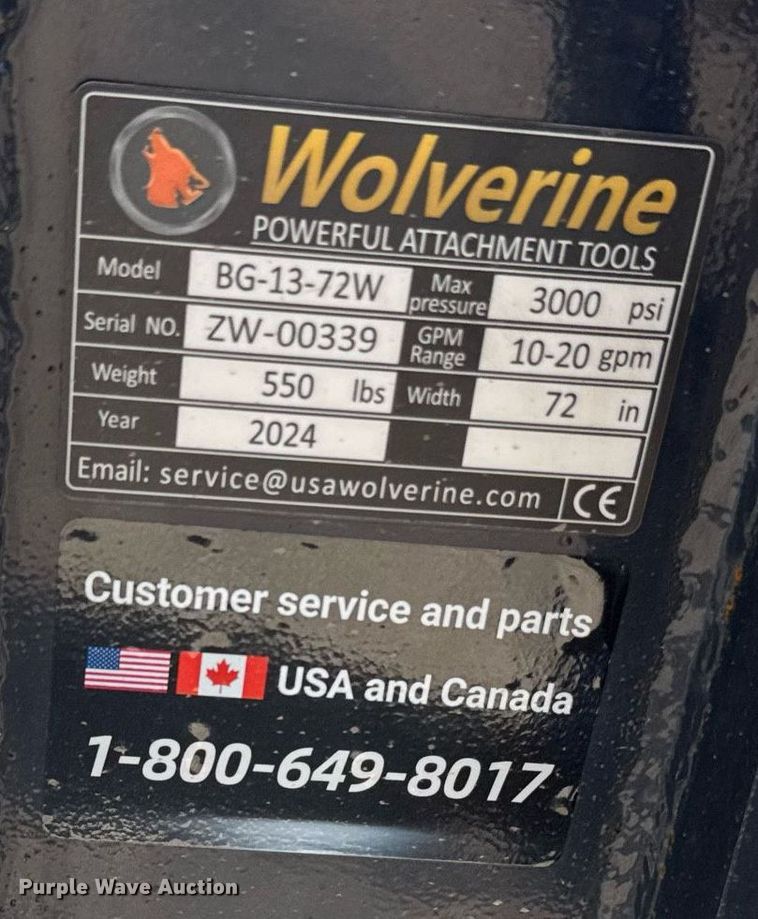 Wolverine
POWERFUL ATTACHMENT TOOLS
Model BG-13-72W Max pressure 3000 psi
Serial NO. ZW-00339 GPM Range 10-20 gpm
Weight 550 lbs Width 72 in
Year 2024
Email: service@usawolverine.com CE
Customer service and parts
USA and Canada
1-800-649-8017
Purple Wave Auction